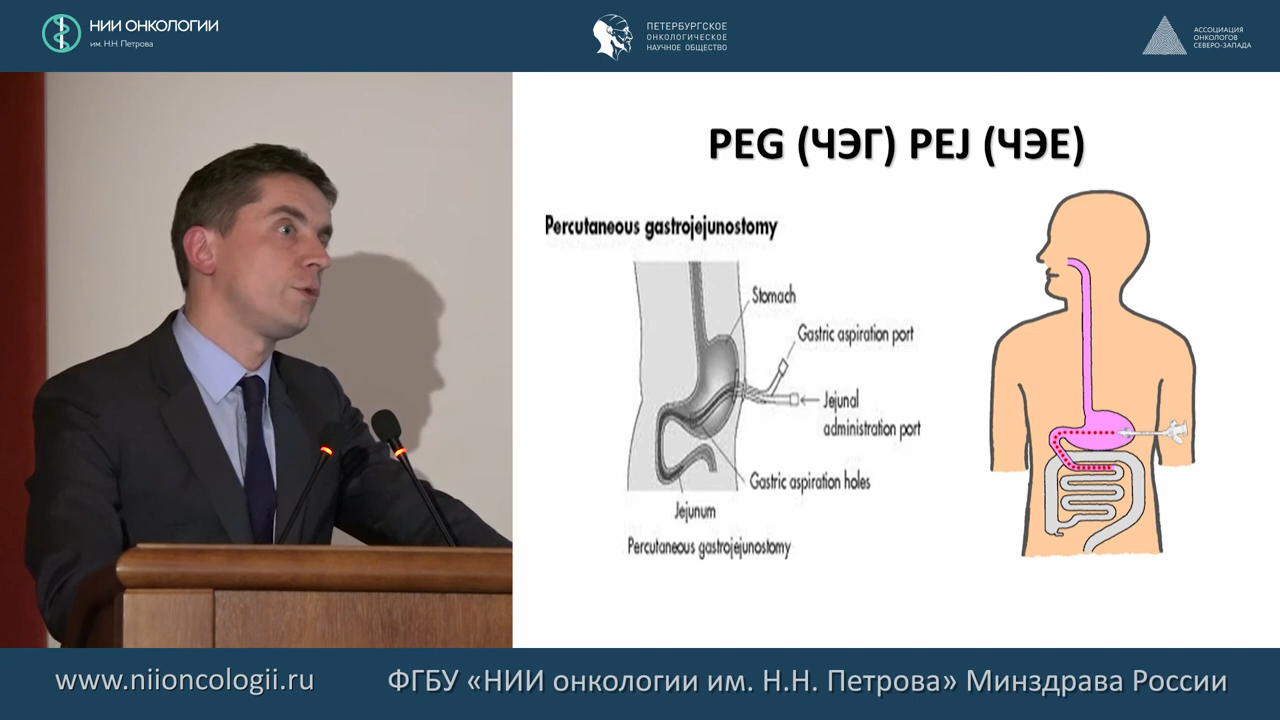 НИИ ОНКОЛОГИИ
им. Н.Н. Петрова
ПЕТЕРБУРГСКОЕ
ОНКОЛОГИЧЕСКОЕ
НАУЧНОЕ ОБЩЕСТВО
АССОЦИАЦИЯ
ОНКОЛОГОВ
СЕВЕРО-ЗАПАДА
PEG (ЧЭГ) PEJ (ЧЭЕ)
Percutaneous gastrojejunostomy
Stomach
Gastric aspiration port
Jejunal
administration port
Gastric aspiration holes
Jejunum
Percutaneous gastrojejunostomy
www.niioncologii.ru
ФГБУ «НИИ онкологии им. Н.Н. Петрова» Минздрава России